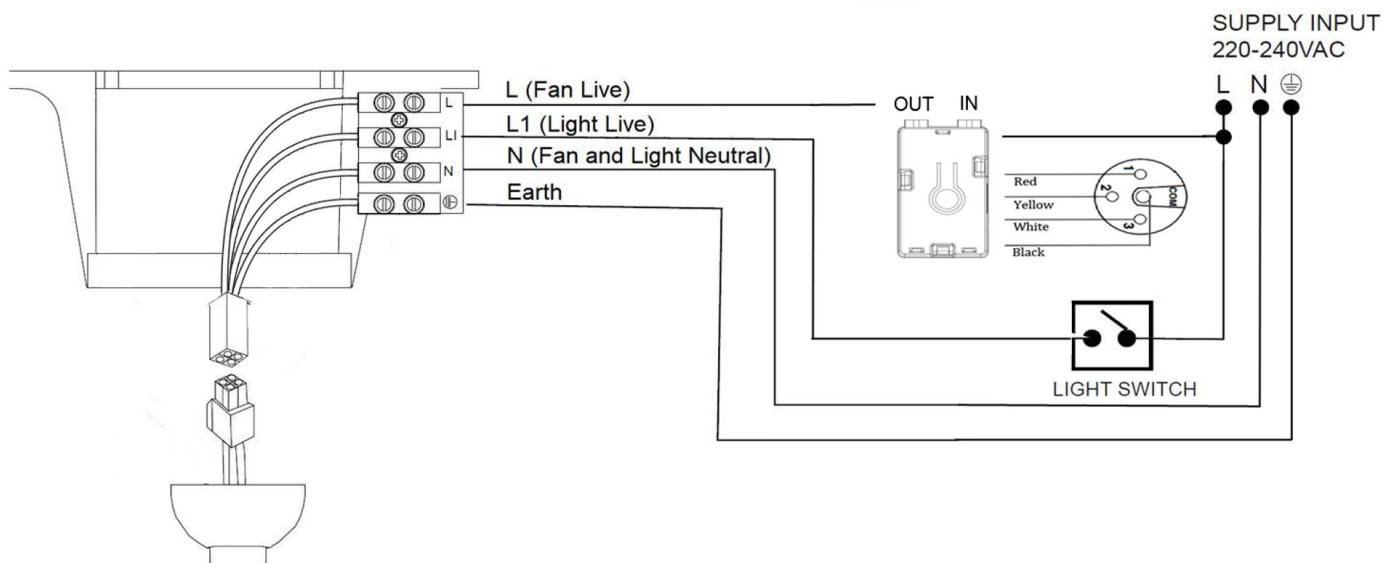 SUPPLY INPUT
220-240VAC
L N
L (Fan Live)
OUT IN
L
L1 (Light Live)
LI
N (Fan and Light Neutral)
N
Earth
1
Red
2
COM
Yellow
3
White
Black
LIGHT SWITCH